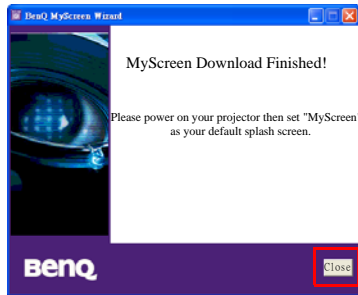 BenQ MyScreen Wizard
MyScreen Download Finished!
Please power on your projector then set "MyScreen"
as your default splash screen.
BenQ
Close